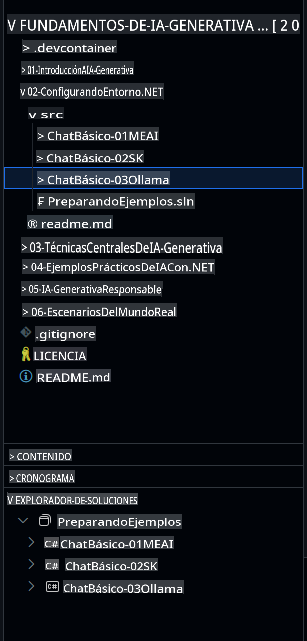 V FUNDAMENTOS-DE-IA-GENERATIVA ... [ 2 0
> .devcontainer
> 01-IntroducciónAIA-Generativa
v 02-ConfigurandoEntorno.NET
v src
> ChatBásico-01MEAI
> ChatBásico-02SK
> ChatBásico-03Ollama
F PreparandoEjemplos.sln
® readme.md
> 03-TécnicasCentralesDeIA-Generativa
> 04-EjemplosPrácticosDeIACon.NET
> 05-IA-GenerativaResponsable
> 06-EscenariosDelMundoReal
.gitignore
LICENCIA
README.md
> CONTENIDO
> CRONOGRAMA
V EXPLORADOR-DE-SOLUCIONES
PreparandoEjemplos
C# ChatBásico-01MEAI
C# ChatBásico-02SK
C# ChatBásico-03Ollama